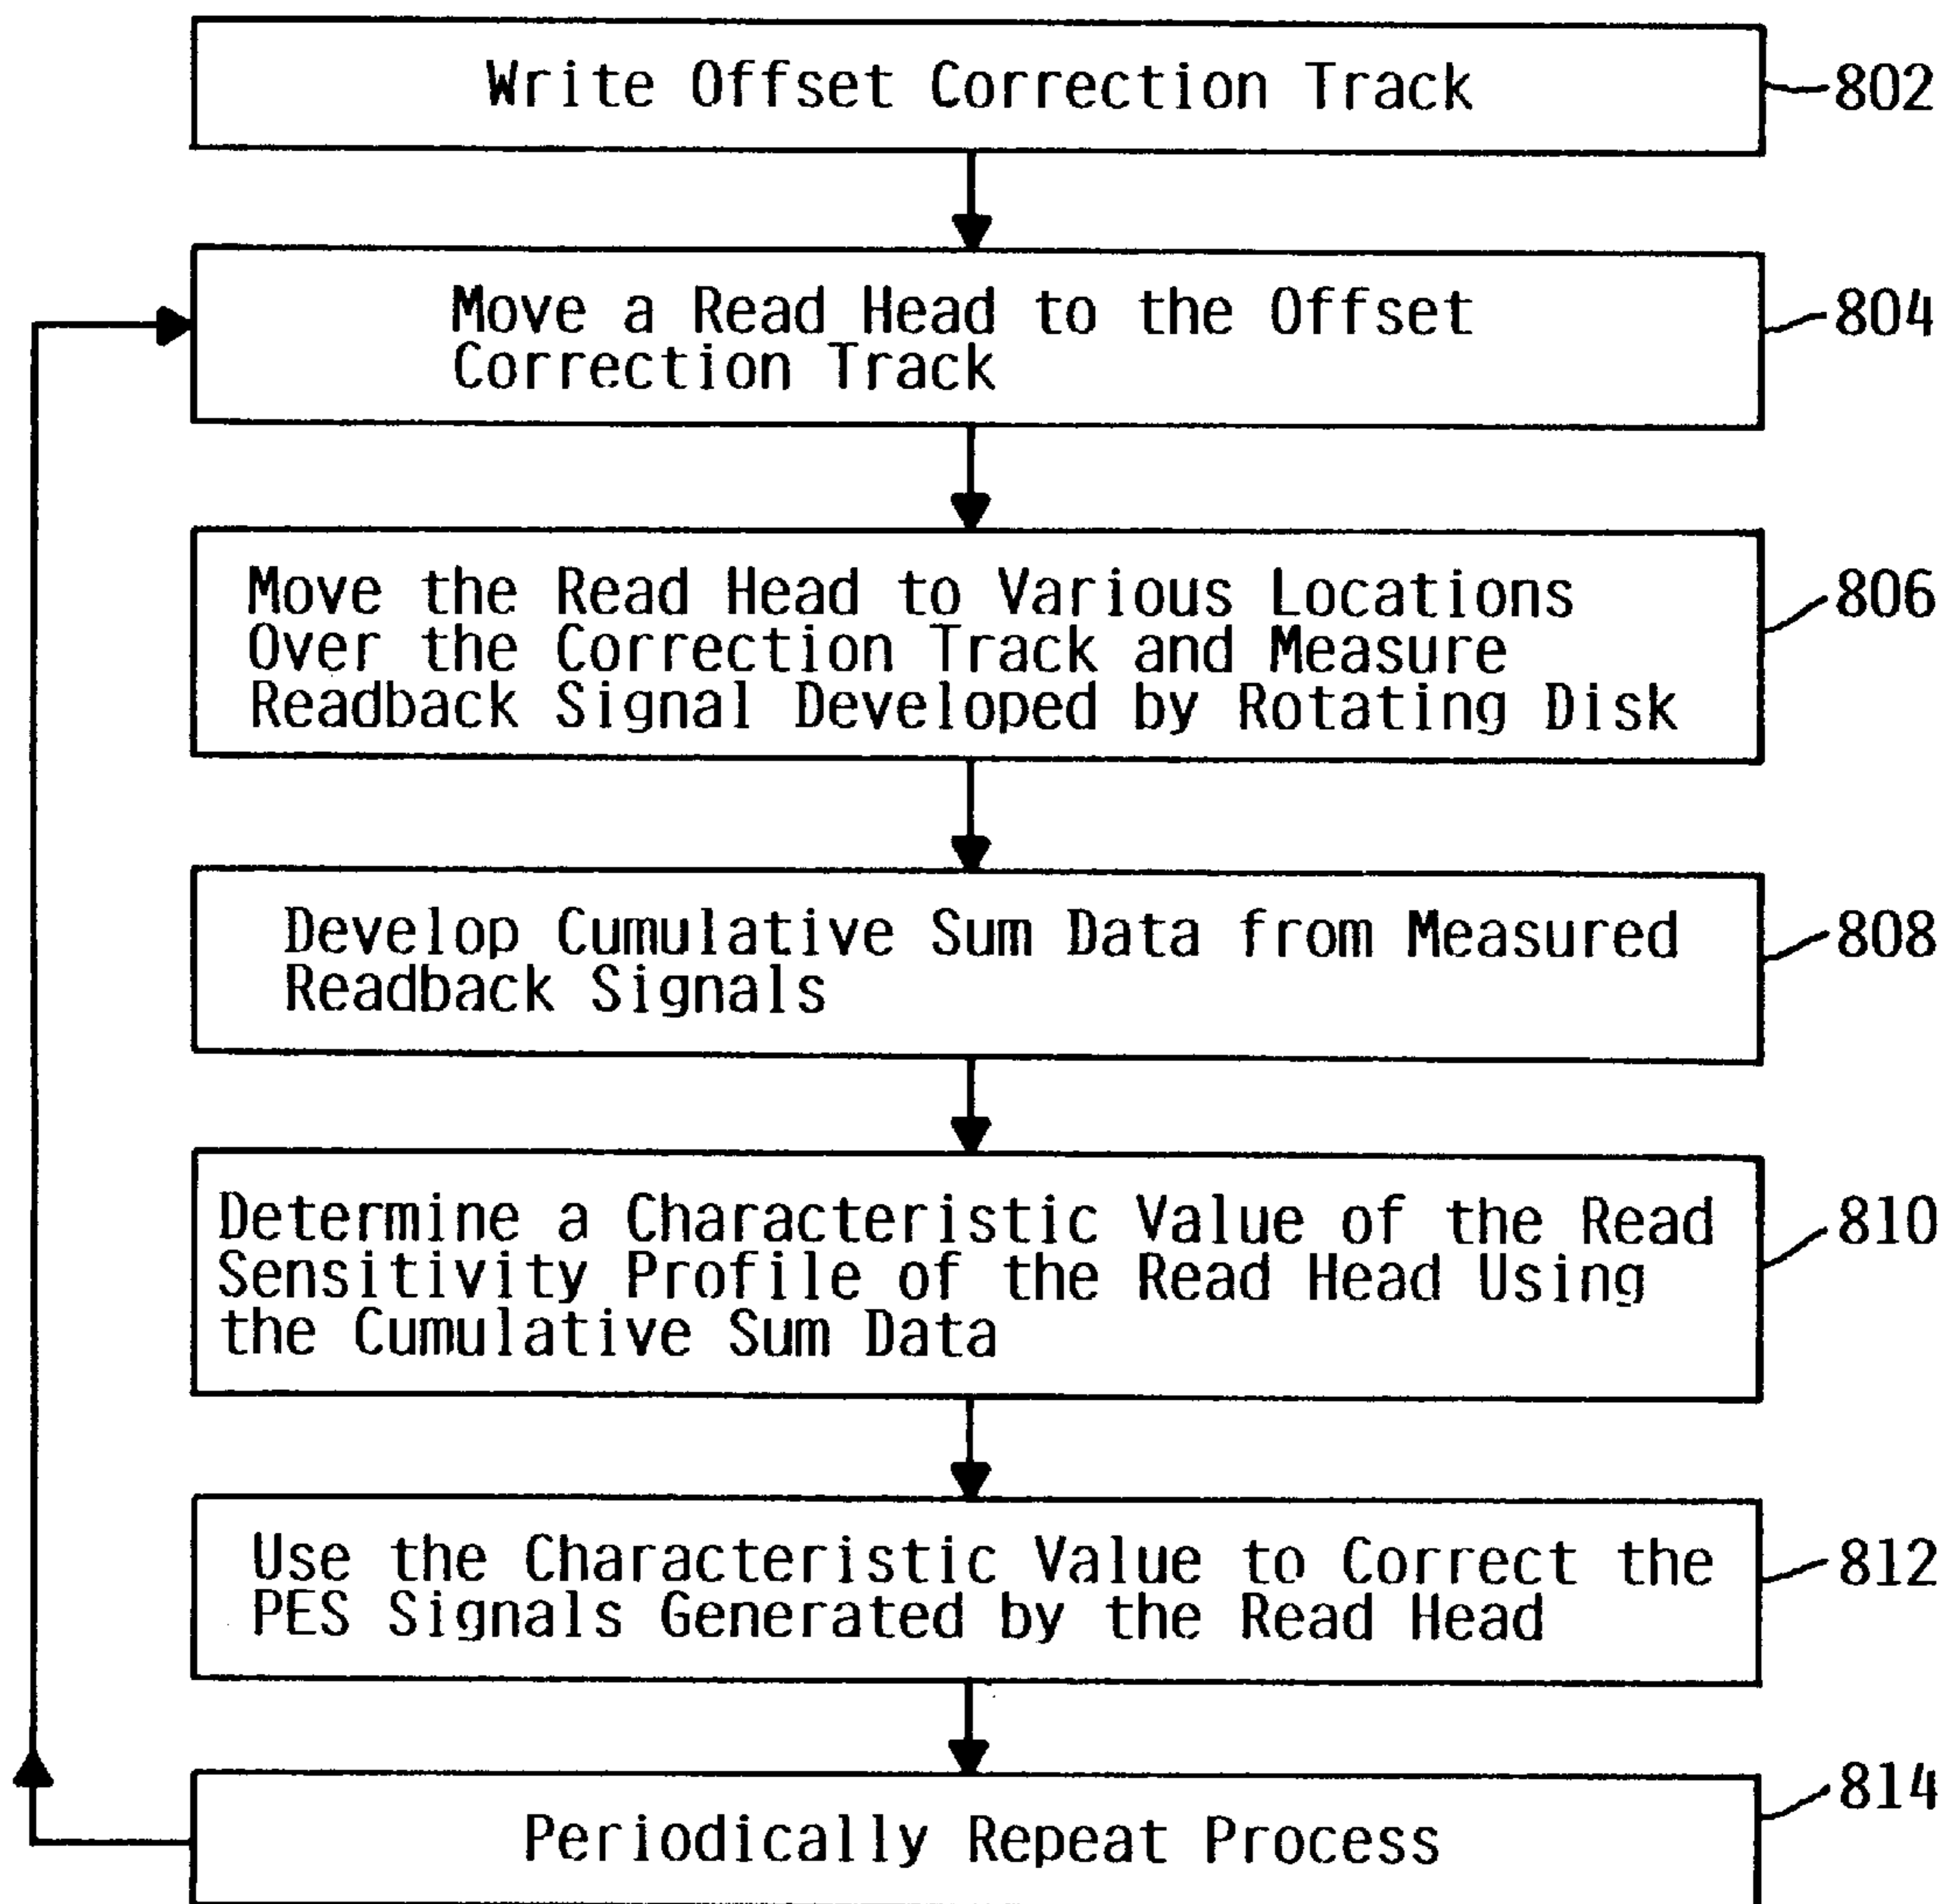 Write Offset Correction Track
802
Move a Read Head to the Offset
Correction Track
804
Move the Read Head to Various Locations
Over the Correction Track and Measure
Readback Signal Developed by Rotating Disk
806
Develop Cumulative Sum Data from Measured
Readback Signals
808
Determine a Characteristic Value of the Read
Sensitivity Profile of the Read Head Using
the Cumulative Sum Data
810
Use the Characteristic Value to Correct the
PES Signals Generated by the Read Head
812
Periodically Repeat Process
814